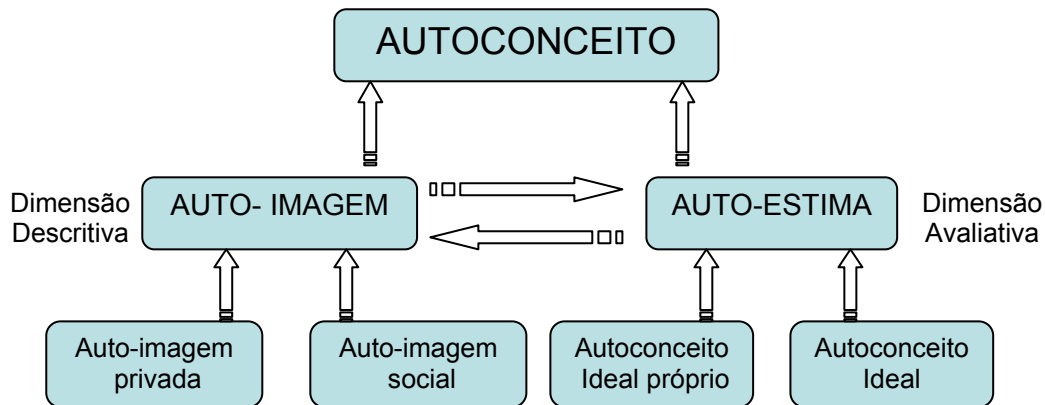 AUTOCONCEITO
Dimensão
Descritiva
AUTO- IMAGEM
AUTO-ESTIMA
Dimensão
Avaliativa
Auto-imagem
privada
Auto-imagem
social
Autoconceito
Ideal próprio
Autoconceito
Ideal